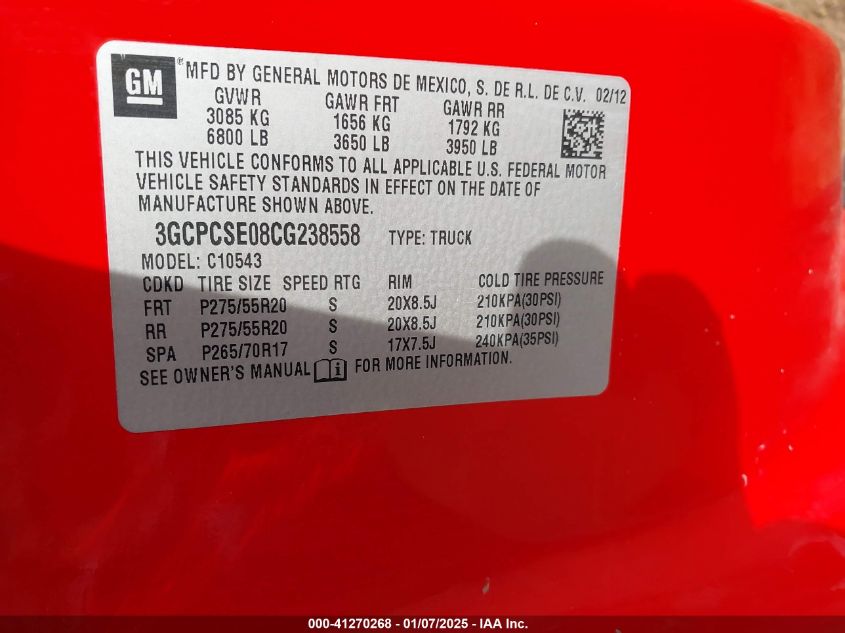 GM ® MFD BY GENERAL MOTORS DE MEXICO, S. DE R.L. DE C.V. 02/12
GVWR GAWR FRT GAWR RR
3085 KG 1656 KG 1792 KG
6800 LB 3650 LB 3950 LB
THIS VEHICLE CONFORMS TO ALL APPLICABLE U.S. FEDERAL MOTOR
VEHICLE SAFETY STANDARDS IN EFFECT ON THE DATE OF
MANUFACTURE SHOWN ABOVE.
3GCPCSE08CG238558 TYPE: TRUCK
MODEL: C10543
CDKD TIRE SIZE SPEED RTG RIM COLD TIRE PRESSURE
FRT P275/55R20 S 20X8.5J 210KPA(30PSI)
RR P275/55R20 S 20X8.5J 210KPA(30PSI)
SPA P265/70R17 S 17X7.5J 240KPA(35PSI)
SEE OWNER'S MANUAL i FOR MORE INFORMATION.
000-41270268 - 01/07/2025 - IAA Inc.